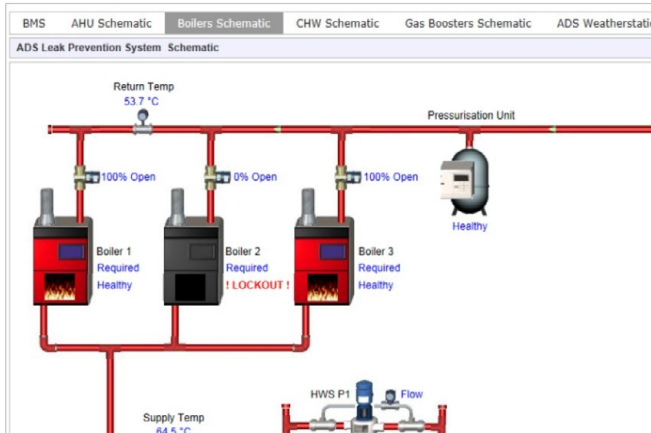 BMS AHU Schematic Boilers Schematic CHW Schematic Gas Boosters Schematic ADS Weatherstati
ADS Leak Prevention System Schematic
Return Temp
53.7 °C
Pressurisation Unit
100% Open 0% Open 100% Open
Healthy
Boiler 1 Boiler 2 Boiler 3
Required Required Required
Healthy ! LOCKOUT ! Healthy
HWS P1 Flow
Supply Temp
64.5 °C